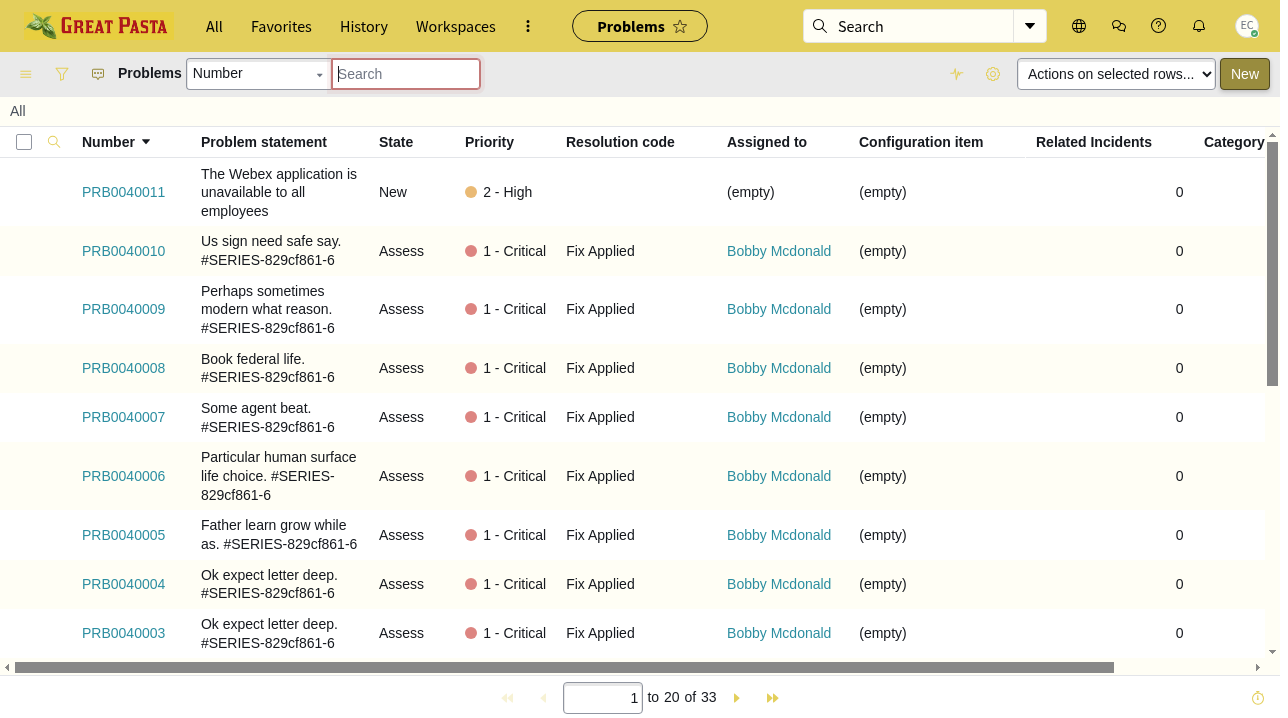 GREAT PASTA All Favorites History Workspaces Problems Search EC
Problems Number Search Actions on selected rows... New
All
Number Problem statement State Priority Resolution code Assigned to Configuration item Related Incidents Category
PRB0040011 The Webex application is unavailable to all employees New 2 - High (empty) (empty) 0
PRB0040010 Us sign need safe say. #SERIES-829cf861-6 Assess 1 - Critical Fix Applied Bobby Mcdonald (empty) 0
PRB0040009 Perhaps sometimes modern what reason. #SERIES-829cf861-6 Assess 1 - Critical Fix Applied Bobby Mcdonald (empty) 0
PRB0040008 Book federal life. #SERIES-829cf861-6 Assess 1 - Critical Fix Applied Bobby Mcdonald (empty) 0
PRB0040007 Some agent beat. #SERIES-829cf861-6 Assess 1 - Critical Fix Applied Bobby Mcdonald (empty) 0
PRB0040006 Particular human surface life choice. #SERIES-829cf861-6 Assess 1 - Critical Fix Applied Bobby Mcdonald (empty) 0
PRB0040005 Father learn grow while as. #SERIES-829cf861-6 Assess 1 - Critical Fix Applied Bobby Mcdonald (empty) 0
PRB0040004 Ok expect letter deep. #SERIES-829cf861-6 Assess 1 - Critical Fix Applied Bobby Mcdonald (empty) 0
PRB0040003 Ok expect letter deep. #SERIES-829cf861-6 Assess 1 - Critical Fix Applied Bobby Mcdonald (empty) 0
1 to 20 of 33